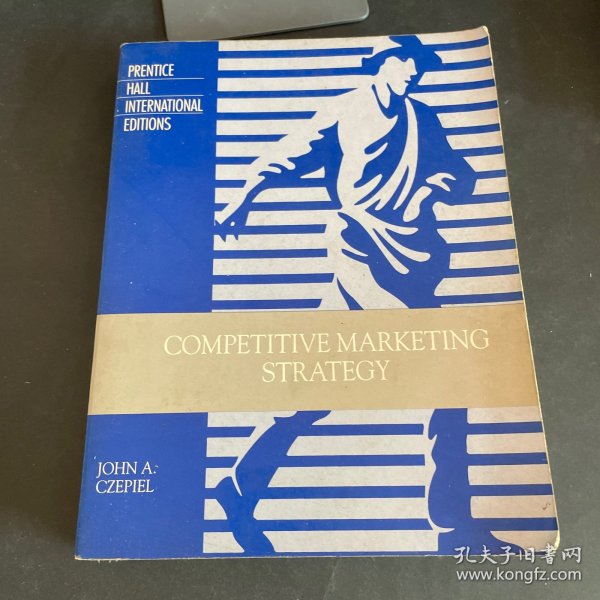 PRENTICE
HALL
INTERNATIONAL
EDITIONS
COMPETITIVE MARKETING
STRATEGY
JOHN A.
CZEPIEL
孔夫子旧书网
www.kongfz.com